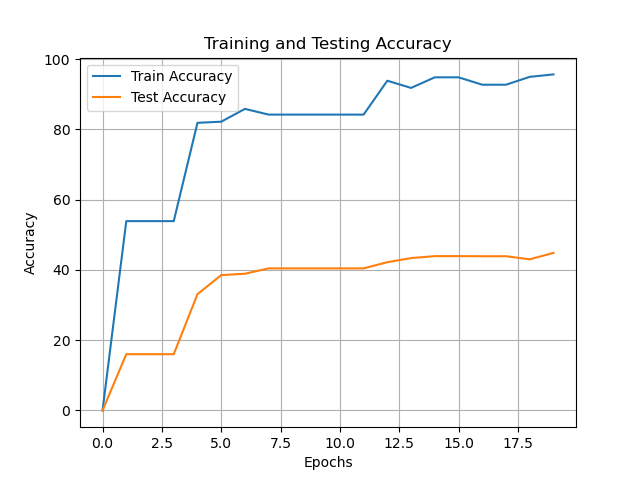 Training and Testing Accuracy
Train Accuracy
Test Accuracy
100
80
60
40
20
0
Accuracy
0.0 2.5 5.0 7.5 10.0 12.5 15.0 17.5
Epochs